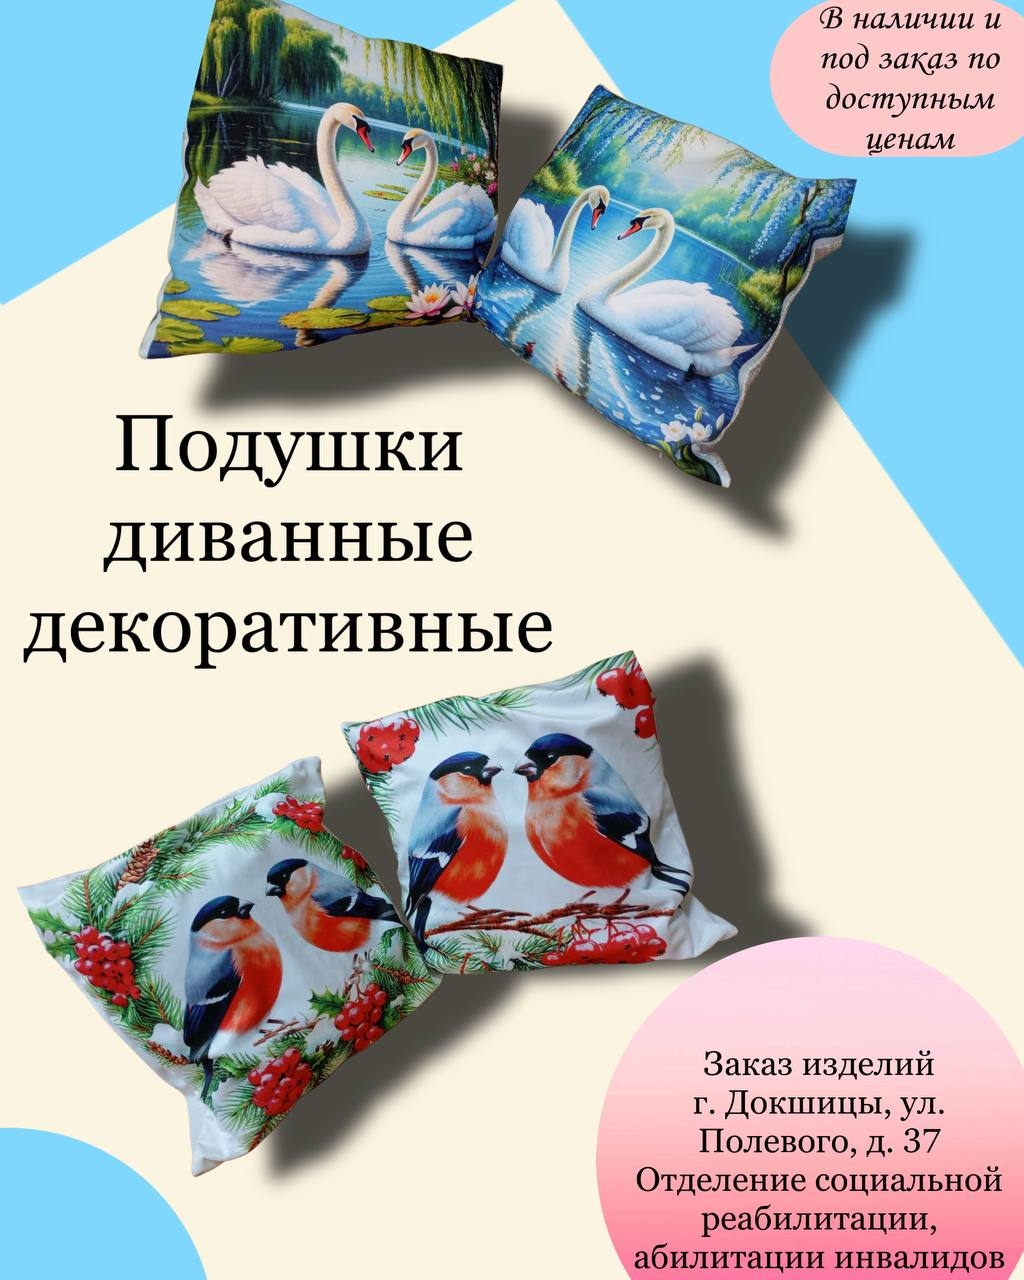 В наличии и
под заказ по
доступным
ценам
Подушки
диванные
декоративные
Заказ изделий
г. Докшицы, ул.
Полевого, д. 37
Отделение социальной
реабилитации,
абилитации инвалидов